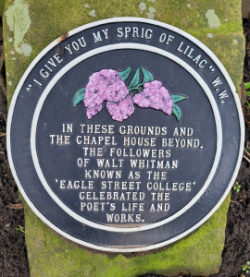 "I GIVE YOU MY SPRIG OF LILAC" W.W.
IN THESE GROUNDS AND
THE CHAPEL HOUSE BEYOND,
THE FOLLOWERS
OF WALT WHITMAN
KNOWN AS THE
'EAGLE STREET COLLEGE'
CELEBRATED THE
POET'S LIFE AND
WORKS.